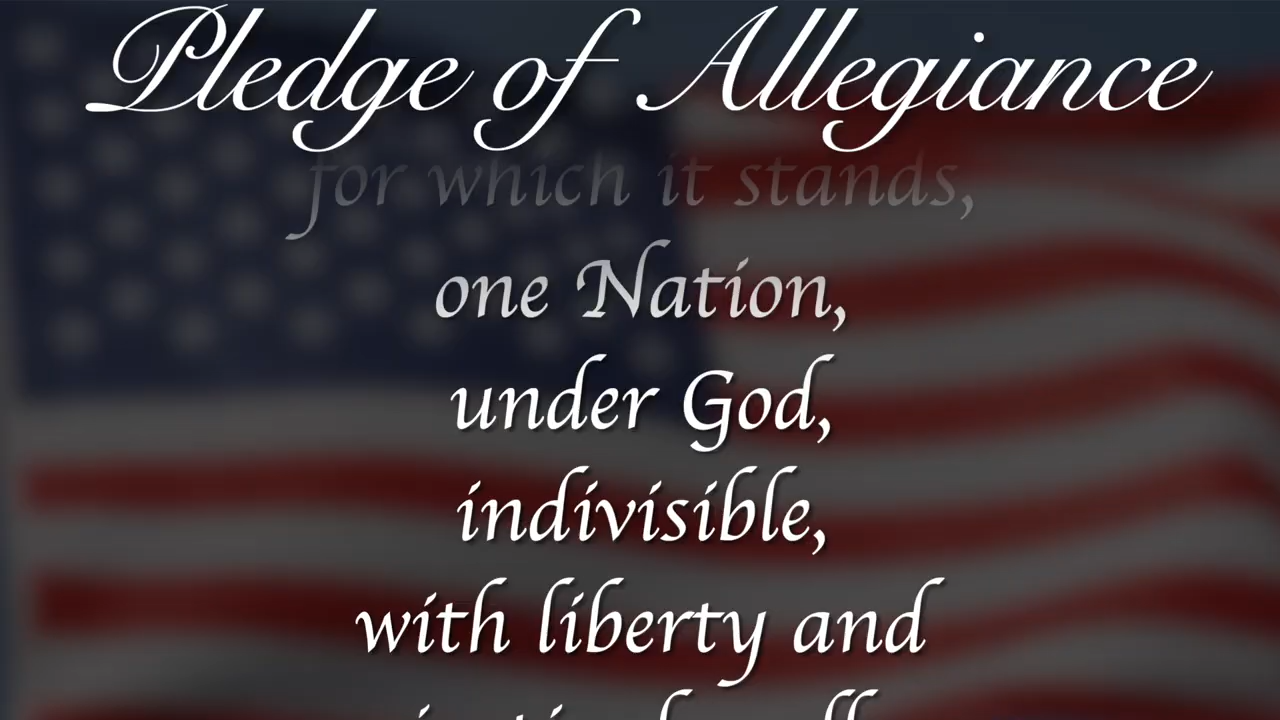 Pledge of Allegiance
for which it stands,
one Nation,
under God,
indivisible,
with liberty and